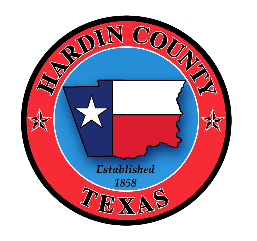 HARDIN COUNTY
Established
1858
TEXAS